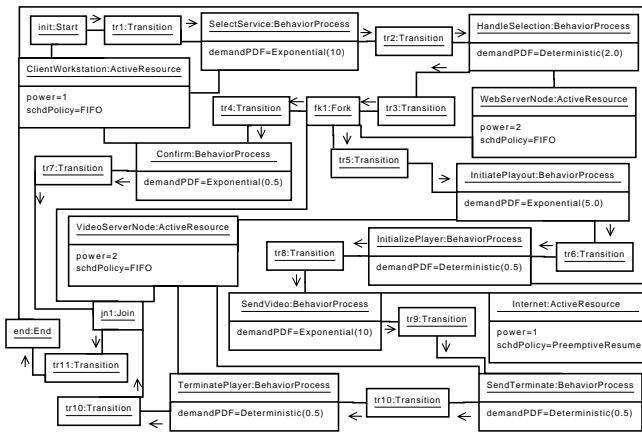 init:Start
tr1:Transition
SelectService:BehaviorProcess
demandPDF=Exponential(10)
tr2:Transition
HandleSelection:BehaviorProcess
demandPDF=Deterministic(2.0)
ClientWorkstation:ActiveResource
power=1
schdPolicy=FIFO
tr4:Transition
fk1:Fork
tr3:Transition
WebServerNode:ActiveResource
power=2
schdPolicy=FIFO
tr7:Transition
Confirm:BehaviorProcess
demandPDF=Exponential(0.5)
tr5:Transition
InitiatePlayout:BehaviorProcess
demandPDF=Exponential(5.0)
VideoServerNode:ActiveResource
power=2
schdPolicy=FIFO
tr8:Transition
InitializePlayer:BehaviorProcess
demandPDF=Deterministic(0.5)
tr6:Transition
SendVideo:BehaviorProcess
demandPDF=Exponential(10)
tr9:Transition
Internet:ActiveResource
power=1
schdPolicy=PreemptiveResume
end:End
jn1:Join
tr11:Transition
tr10:Transition
TerminatePlayer:BehaviorProcess
demandPDF=Deterministic(0.5)
tr10:Transition
SendTerminate:BehaviorProcess
demandPDF=Deterministic(0.5)